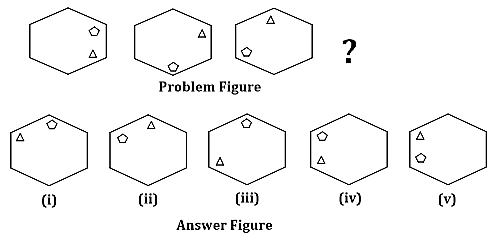 ?
Problem Figure
(i) (ii) (iii) (iv) (v)
Answer Figure